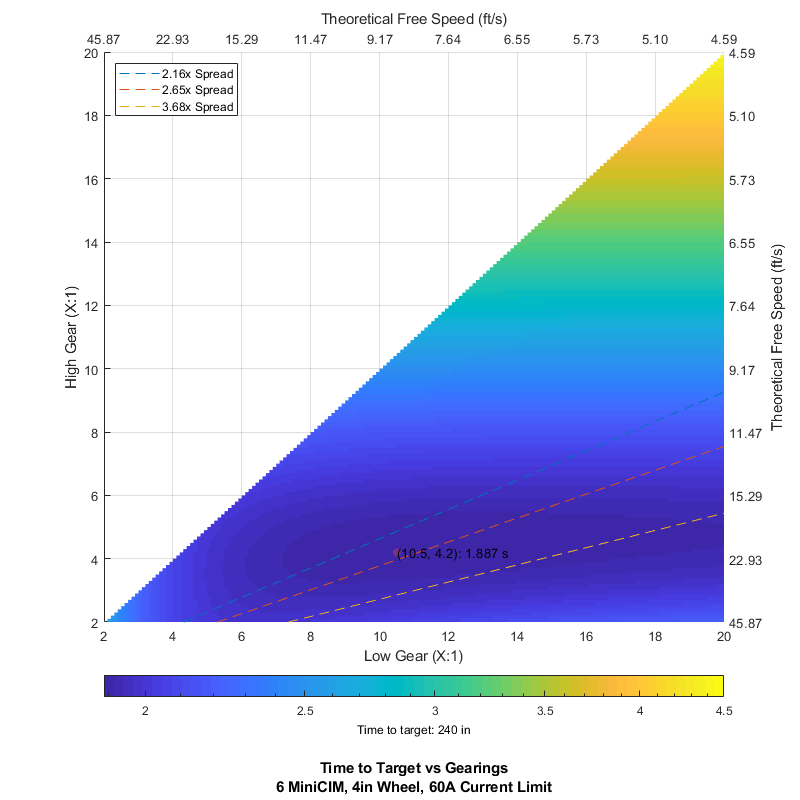 Theoretical Free Speed (ft/s)
45.87 22.93 15.29 11.47 9.17 7.64 6.55 5.73 5.10 4.59
2.16x Spread
2.65x Spread
3.68x Spread
20 4.59
18 5.10
16 5.73
14 6.55
12 7.64
10 9.17
8 11.47
6 15.29
4 22.93
2 45.87
High Gear (X:1)
Theoretical Free Speed (ft/s)
(10.5, 4.2): 1.887 s
2 4 6 8 10 12 14 16 18 20
Low Gear (X:1)
2 2.5 3 3.5 4 4.5
Time to target: 240 in
Time to Target vs Gearings
6 MiniCIM, 4in Wheel, 60A Current Limit